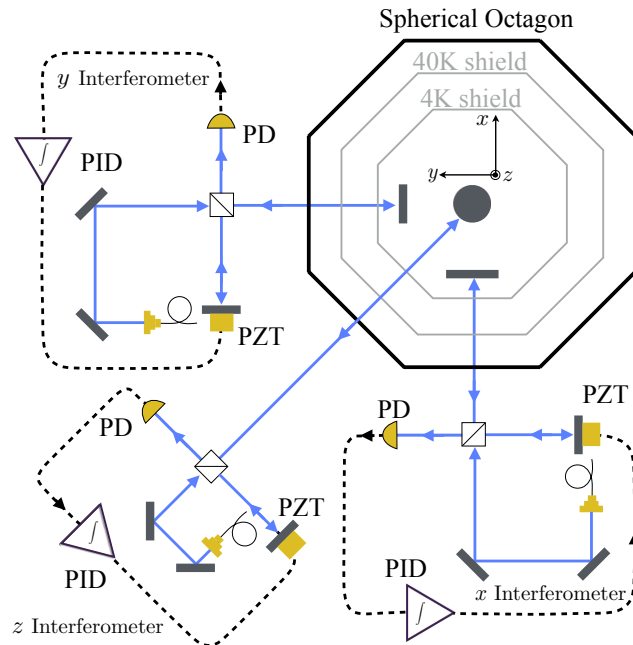 Spherical Octagon
40K shield
4K shield
x
y
z
y Interferometer
PD
PID
∫
PZT
PD
PZT
PID
∫
z Interferometer
PD
PZT
PID
∫
x Interferometer